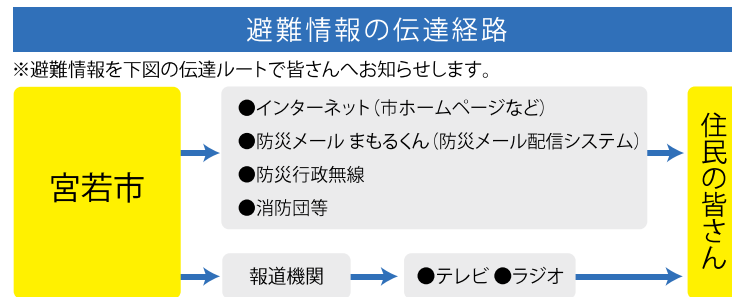 避難情報の伝達経路
※避難情報を下図の伝達ルートで皆さんへお知らせします。
宮若市
●インターネット（市ホームページなど）
●防災メール まもるくん（防災メール配信システム）
●防災行政無線
●消防団等
報道機関
●テレビ ●ラジオ
住民の皆さん